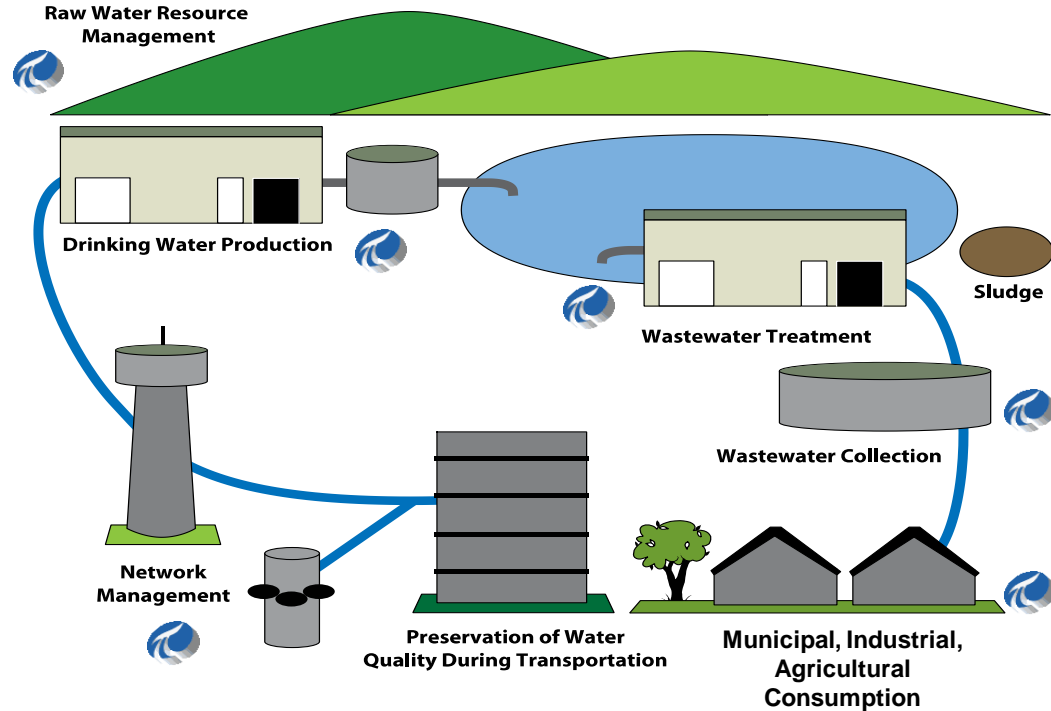 Raw Water Resource
Management
Drinking Water Production
Sludge
Wastewater Treatment
Wastewater Collection
Network
Management
Preservation of Water
Quality During Transportation
Municipal, Industrial,
Agricultural
Consumption